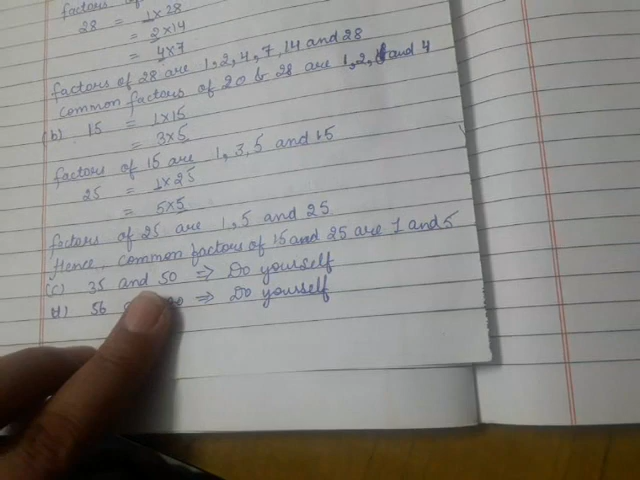 factors of
28 = 1×28
= 2×14
= 4×7
factors of 28 are 1, 2, 4, 7, 14 and 28
common factors of 20 & 28 are 1, 2, and 4
(b) 15 = 1×15
= 3×5
factors of 15 are 1, 3, 5 and 15
25 = 1×25
= 5×5
factors of 25 are 1, 5 and 25
Hence, common factors of 15 and 25 are 1 and 5
(c) 35 and 50 ⇒ Do yourself
(d) 56 ⇒ Do yourself